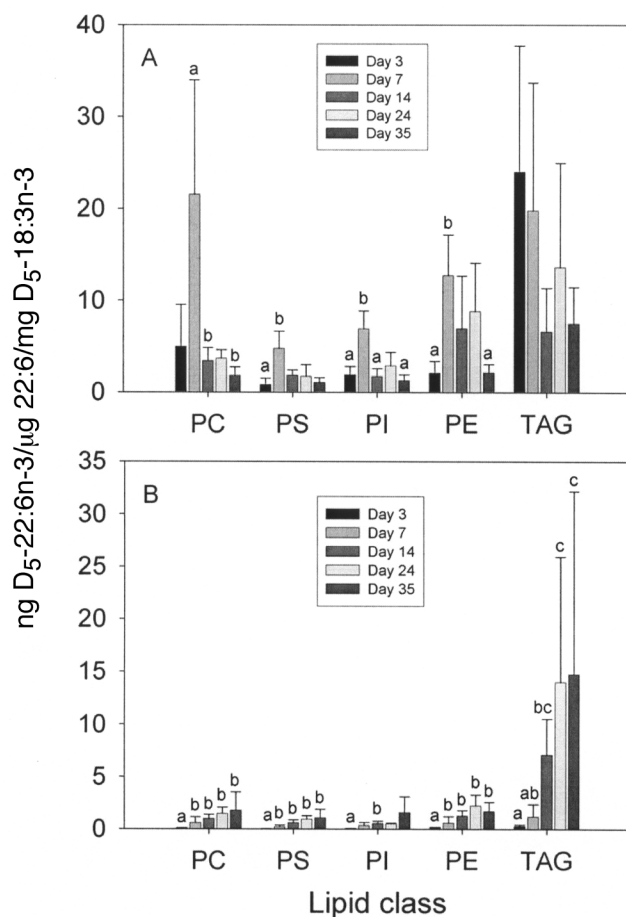 40
A
a
Day 3
Day 7
Day 14
Day 24
Day 35
30
20
b
b
b
10
b
b
a
a
a
a
a
a
0
PC PS PI PE TAG
ng D5-22:6n-3/µg 22:6/mg D5-18:3n-3
35
B
Day 3
Day 7
Day 14
Day 24
Day 35
c
30
c
25
20
15
bc
10
5
a b b b b
a ab b b b
a b
a b b b b
a ab
0
PC PS PI PE TAG
Lipid class